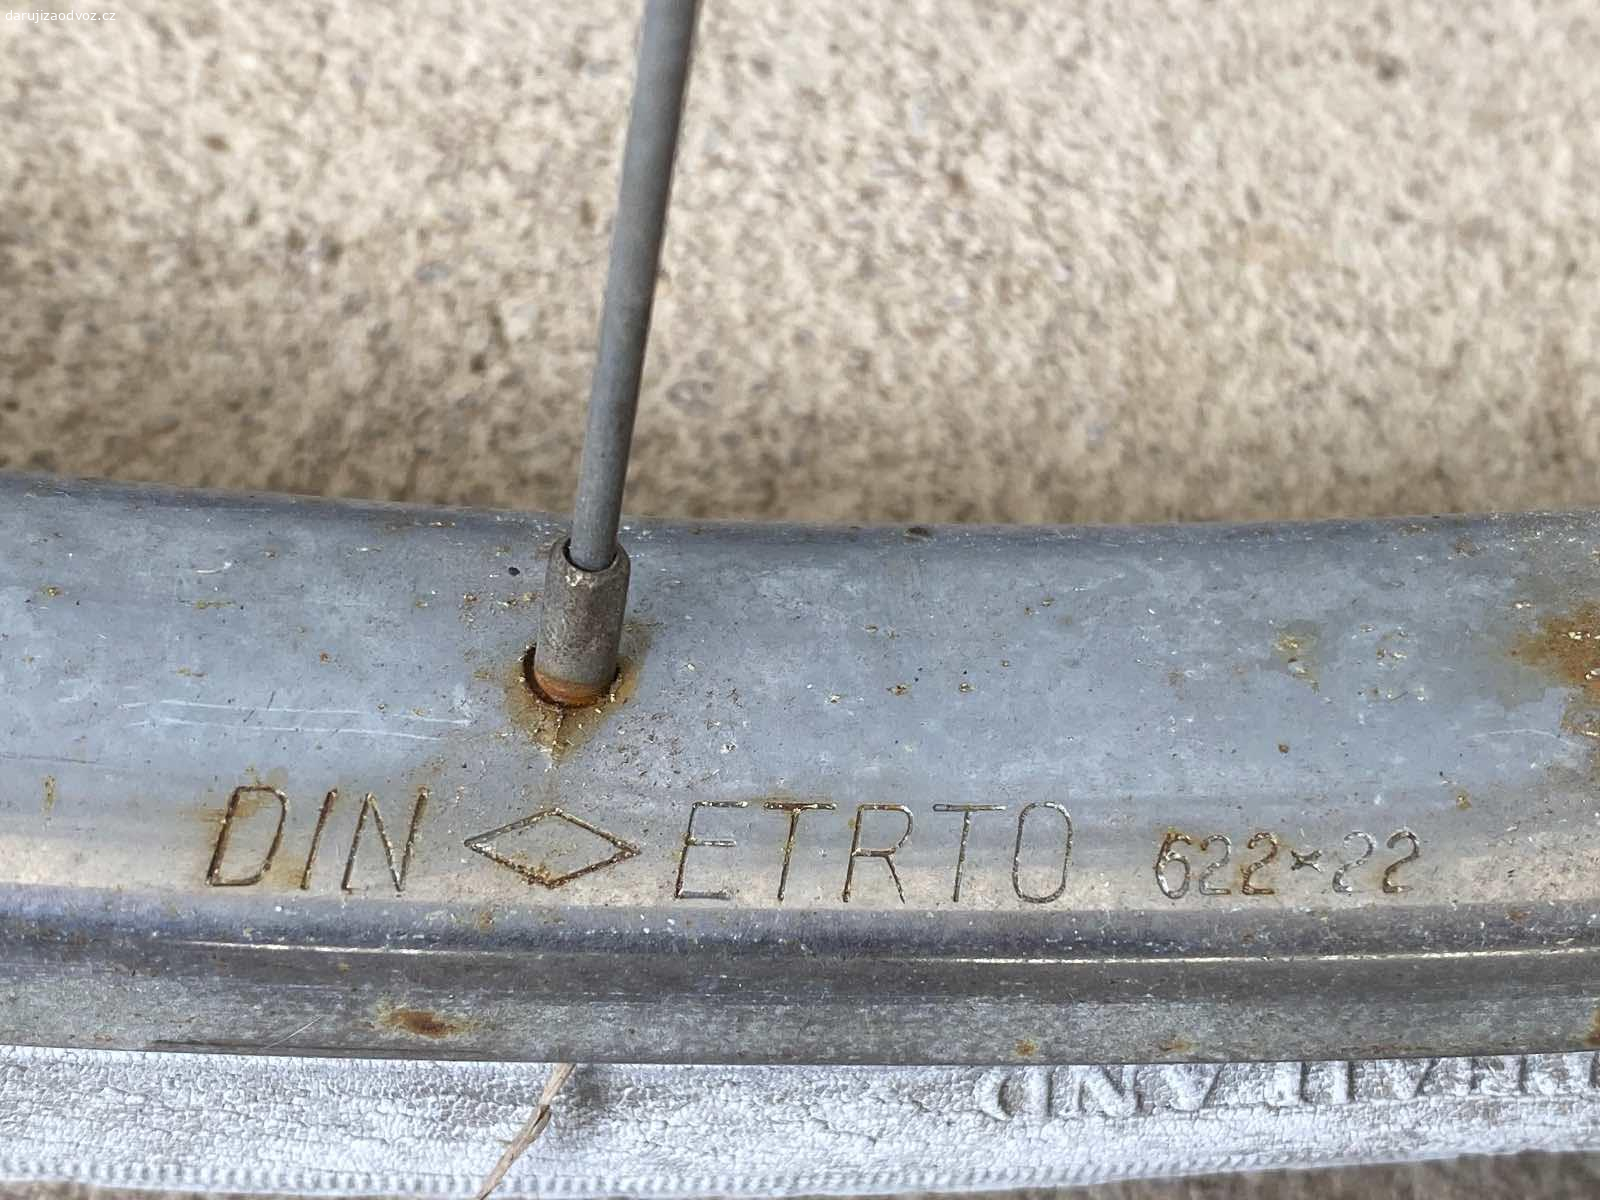 darujizaodvoz.cz
DIN ◇ ETRTO 622×22